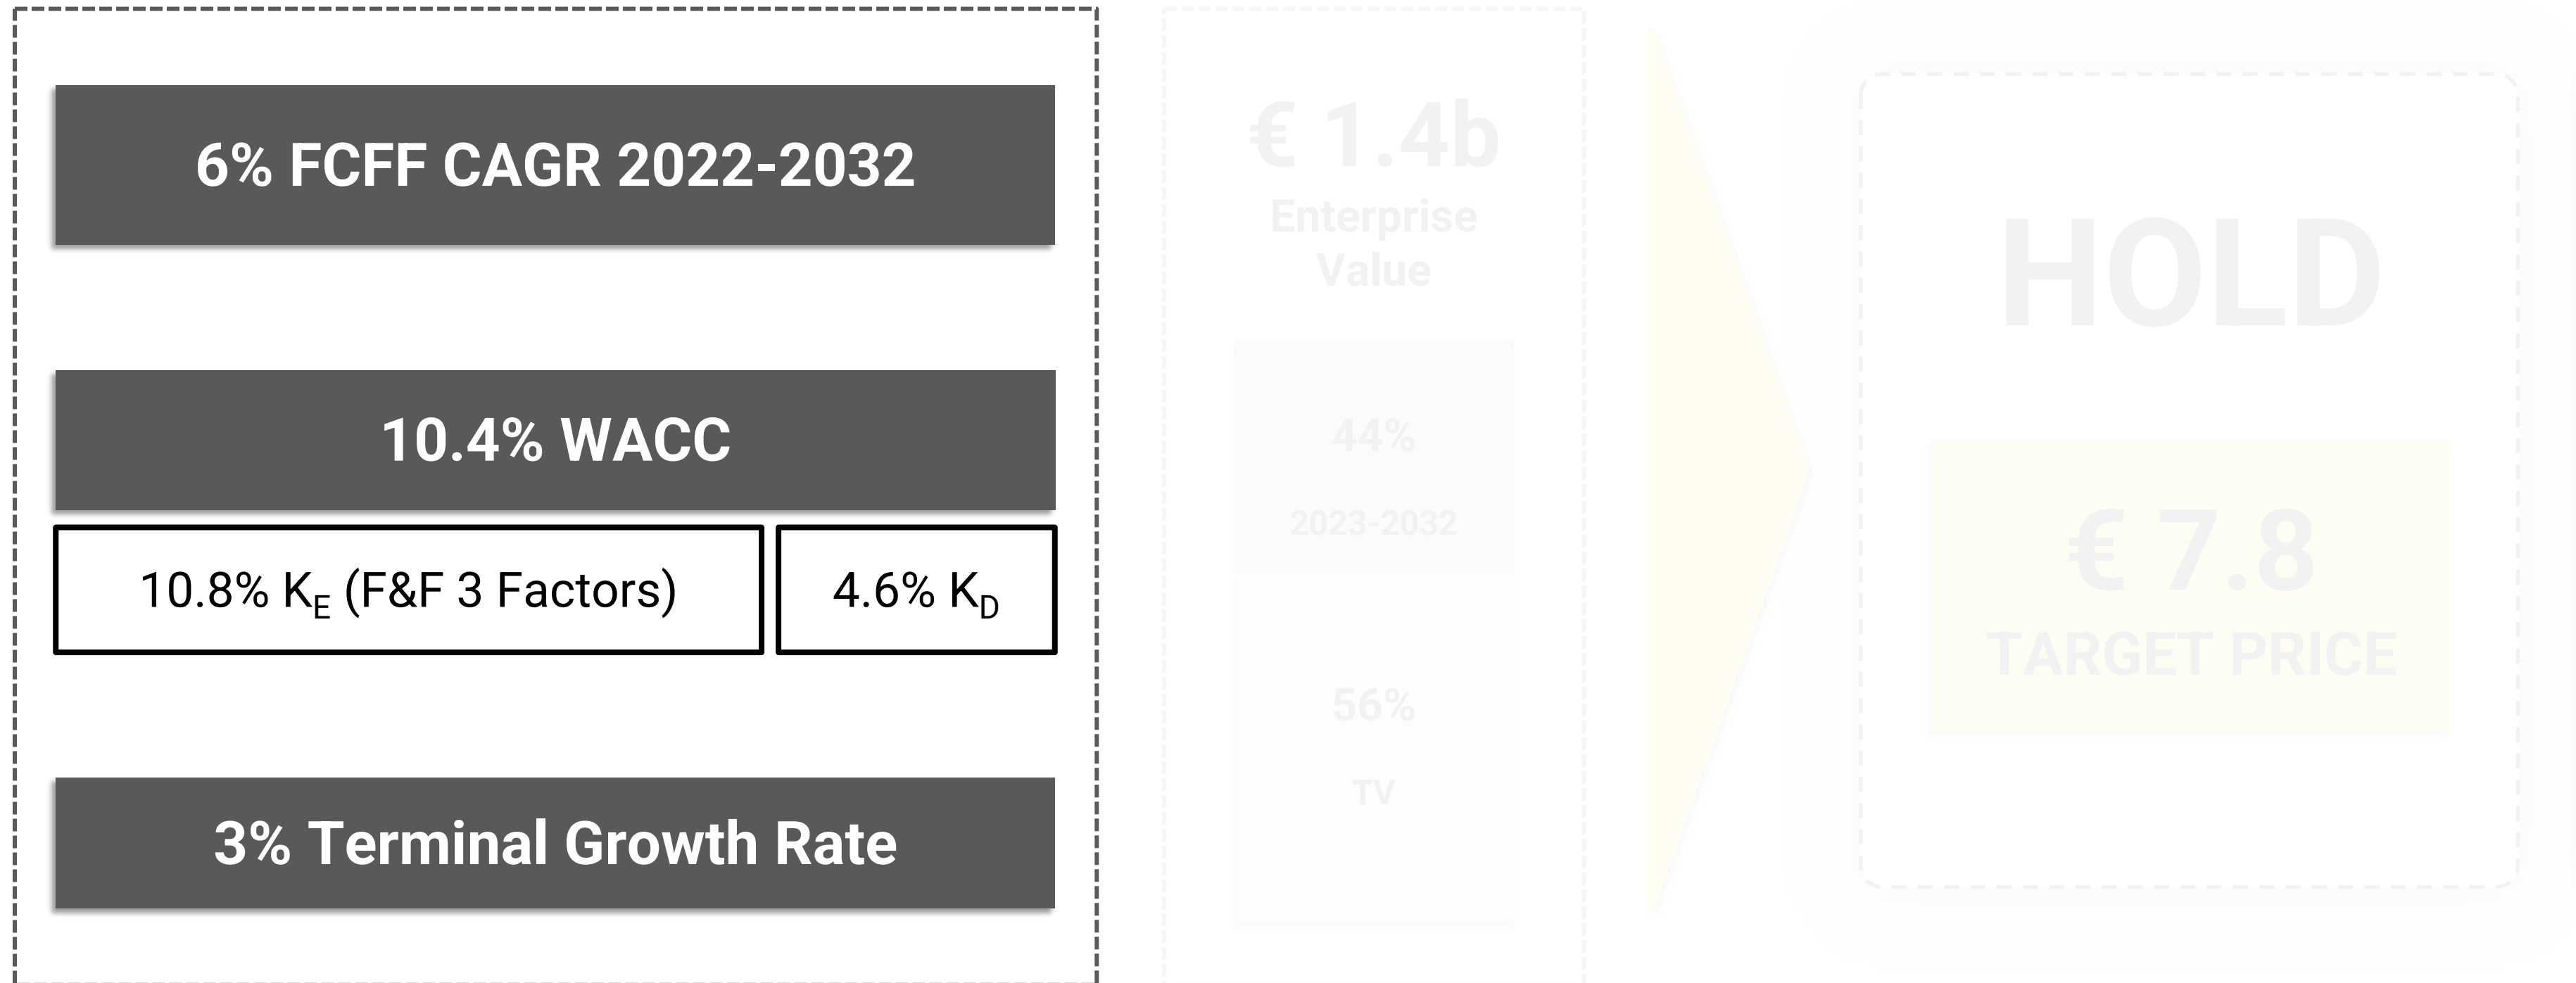 6% FCFF CAGR 2022-2032
10.4% WACC
10.8% KE (F&F 3 Factors)
4.6% KD
3% Terminal Growth Rate
€ 1.4b
Enterprise
Value
44%
2023-2032
56%
TV
HOLD
€ 7.8
TARGET PRICE